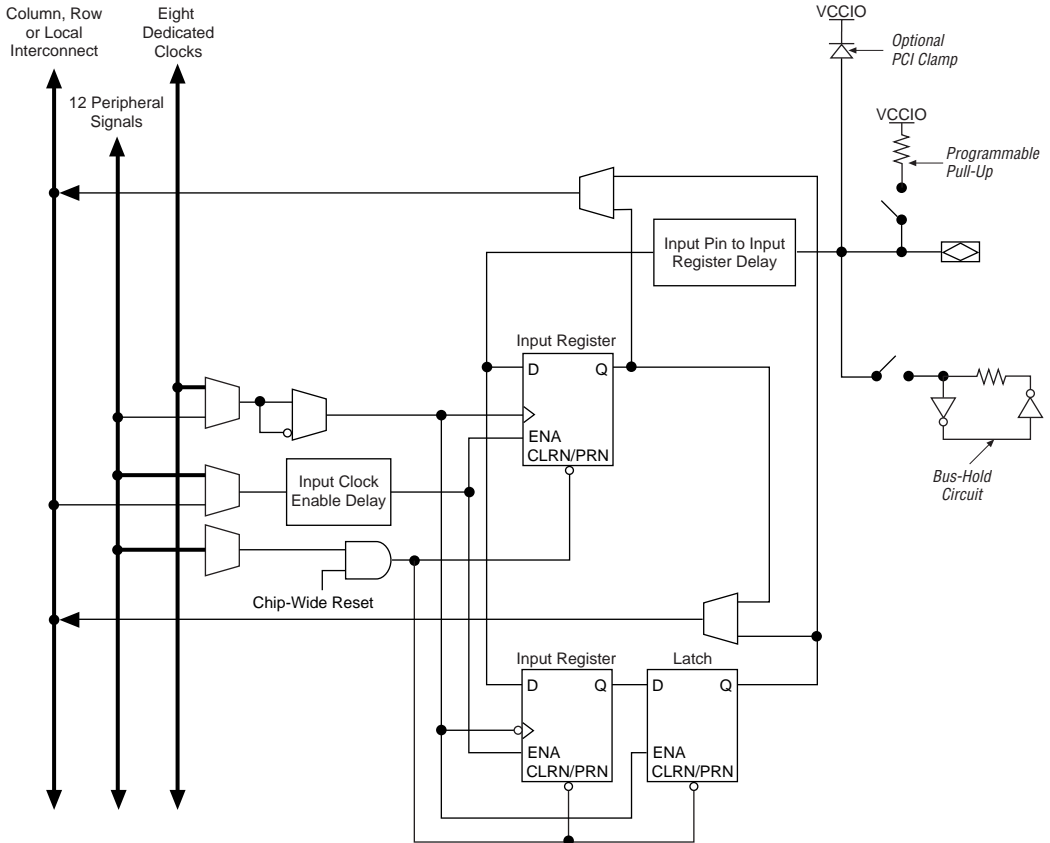 Column, Row
or Local
Interconnect
Eight
Dedicated
Clocks
12 Peripheral
Signals
VCCIO
Optional
PCI Clamp
VCCIO
Programmable
Pull-Up
Input Pin to Input
Register Delay
Input Register
D
Q
ENA
CLRN/PRN
Input Clock
Enable Delay
Chip-Wide Reset
Bus-Hold
Circuit
Input Register
D
Q
ENA
CLRN/PRN
Latch
D
Q
ENA
CLRN/PRN